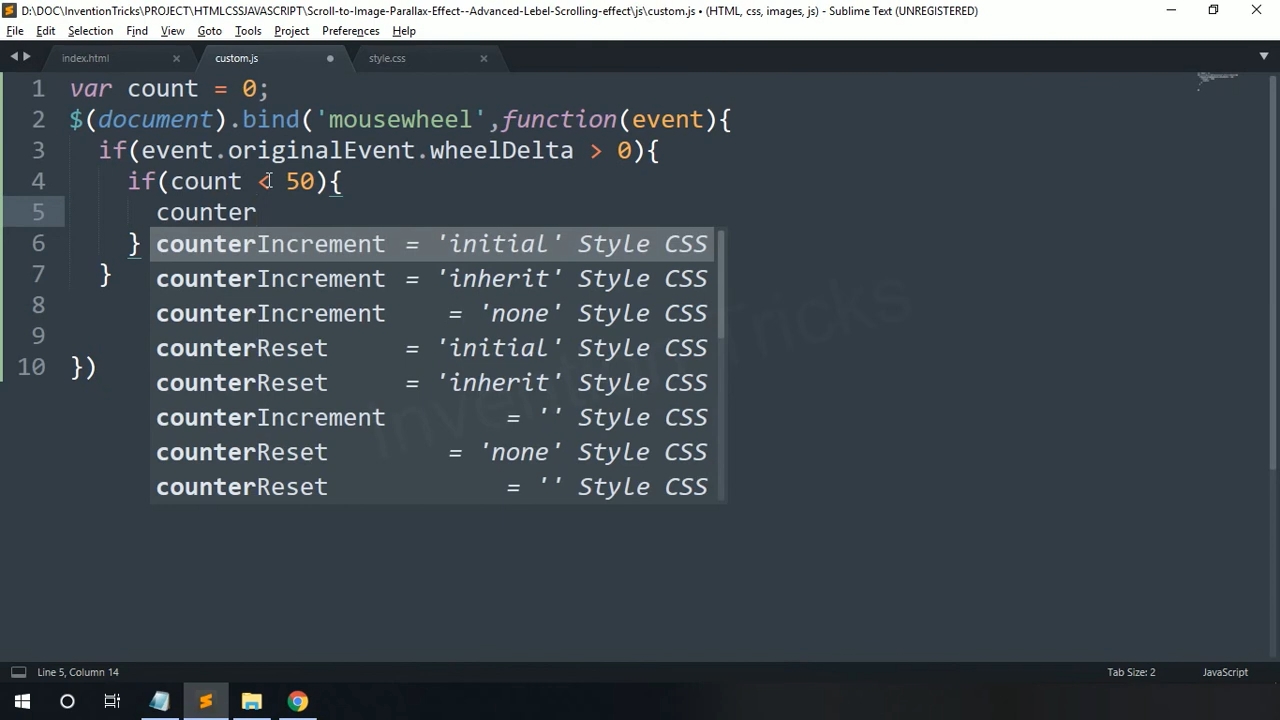 D:\DOC\InventionTricks\PROJECT\HTMLCSSJAVASCRIPT\Scroll-to-Image-Parallax-Effect--Advanced-Lebel-Scrolling-effect\js\custom.js • (HTML, css, images, js) - Sublime Text (UNREGISTERED)
File Edit Selection Find View Goto Tools Project Preferences Help
index.html custom.js style.css
1 var count = 0;
2 $(document).bind('mousewheel',function(event){
3 if(event.originalEvent.wheelDelta > 0){
4 if(count < 50){
5 counter
6 }
7 }
8
9
10 })
counterIncrement = 'initial' Style CSS
counterIncrement = 'inherit' Style CSS
counterIncrement = 'none' Style CSS
counterReset = 'initial' Style CSS
counterReset = 'inherit' Style CSS
counterIncrement = '' Style CSS
counterReset = 'none' Style CSS
counterReset = '' Style CSS
InventionTricks
Line 5, Column 14 Tab Size: 2 JavaScript